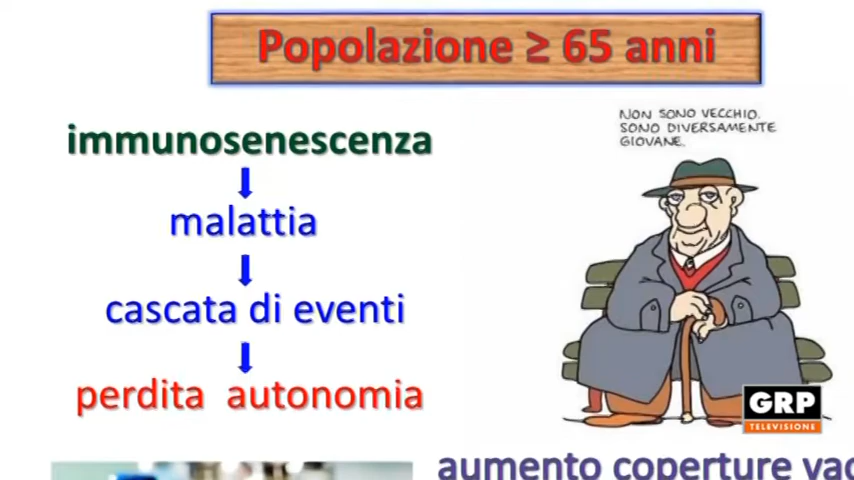 Popolazione ≥ 65 anni
immunosenescenza
malattia
cascata di eventi
perdita autonomia
NON SONO VECCHIO.
SONO DIVERSAMENTE
GIOVANE.
GRP
TELEVISIONE
aumento coperture